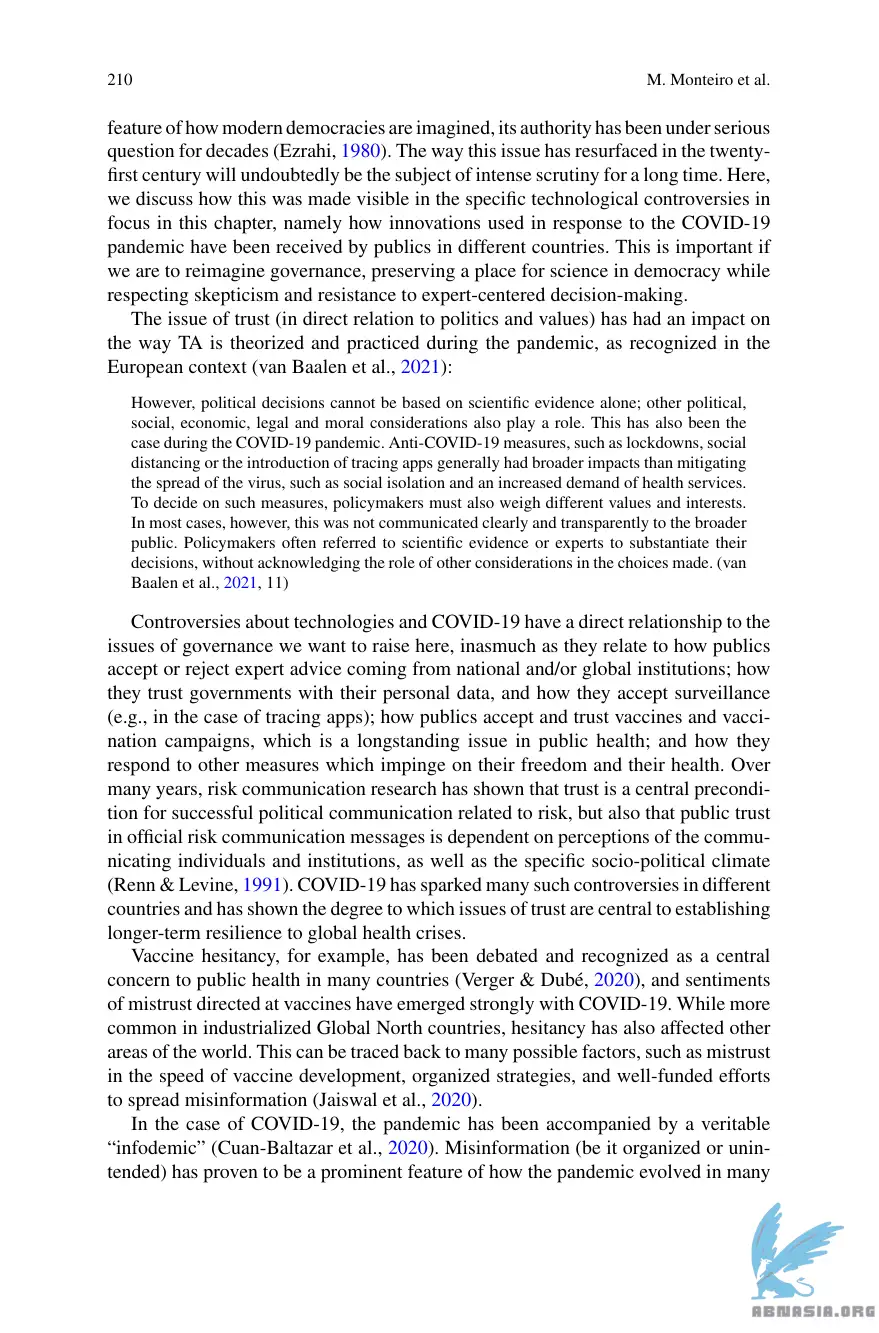 210
M. Monteiro et al.
feature of how modern democracies are imagined, its authority has been under serious
question for decades (Ezrahi, 1980). The way this issue has resurfaced in the twenty-
first century will undoubtedly be the subject of intense scrutiny for a long time. Here,
we discuss how this was made visible in the specific technological controversies in
focus in this chapter, namely how innovations used in response to the COVID-19
pandemic have been received by publics in different countries. This is important if
we are to reimagine governance, preserving a place for science in democracy while
respecting skepticism and resistance to expert-centered decision-making.
The issue of trust (in direct relation to politics and values) has had an impact on
the way TA is theorized and practiced during the pandemic, as recognized in the
European context (van Baalen et al., 2021):
However, political decisions cannot be based on scientific evidence alone; other political,
social, economic, legal and moral considerations also play a role. This has also been the
case during the COVID-19 pandemic. Anti-COVID-19 measures, such as lockdowns, social
distancing or the introduction of tracing apps generally had broader impacts than mitigating
the spread of the virus, such as social isolation and an increased demand of health services.
To decide on such measures, policymakers must also weigh different values and interests.
In most cases, however, this was not communicated clearly and transparently to the broader
public. Policymakers often referred to scientific evidence or experts to substantiate their
decisions, without acknowledging the role of other considerations in the choices made. (van
Baalen et al., 2021, 11)
Controversies about technologies and COVID-19 have a direct relationship to the
issues of governance we want to raise here, inasmuch as they relate to how publics
accept or reject expert advice coming from national and/or global institutions; how
they trust governments with their personal data, and how they accept surveillance
(e.g., in the case of tracing apps); how publics accept and trust vaccines and vacci-
nation campaigns, which is a longstanding issue in public health; and how they
respond to other measures which impinge on their freedom and their health. Over
many years, risk communication research has shown that trust is a central precondi-
tion for successful political communication related to risk, but also that public trust
in official risk communication messages is dependent on perceptions of the commu-
nicating individuals and institutions, as well as the specific socio-political climate
(Renn & Levine, 1991). COVID-19 has sparked many such controversies in different
countries and has shown the degree to which issues of trust are central to establishing
longer-term resilience to global health crises.
Vaccine hesitancy, for example, has been debated and recognized as a central
concern to public health in many countries (Verger & Dubé, 2020), and sentiments
of mistrust directed at vaccines have emerged strongly with COVID-19. While more
common in industrialized Global North countries, hesitancy has also affected other
areas of the world. This can be traced back to many possible factors, such as mistrust
in the speed of vaccine development, organized strategies, and well-funded efforts
to spread misinformation (Jaiswal et al., 2020).
In the case of COVID-19, the pandemic has been accompanied by a veritable
“infodemic” (Cuan-Baltazar et al., 2020). Misinformation (be it organized or unin-
tended) has proven to be a prominent feature of how the pandemic evolved in many
ABNASIA.ORG